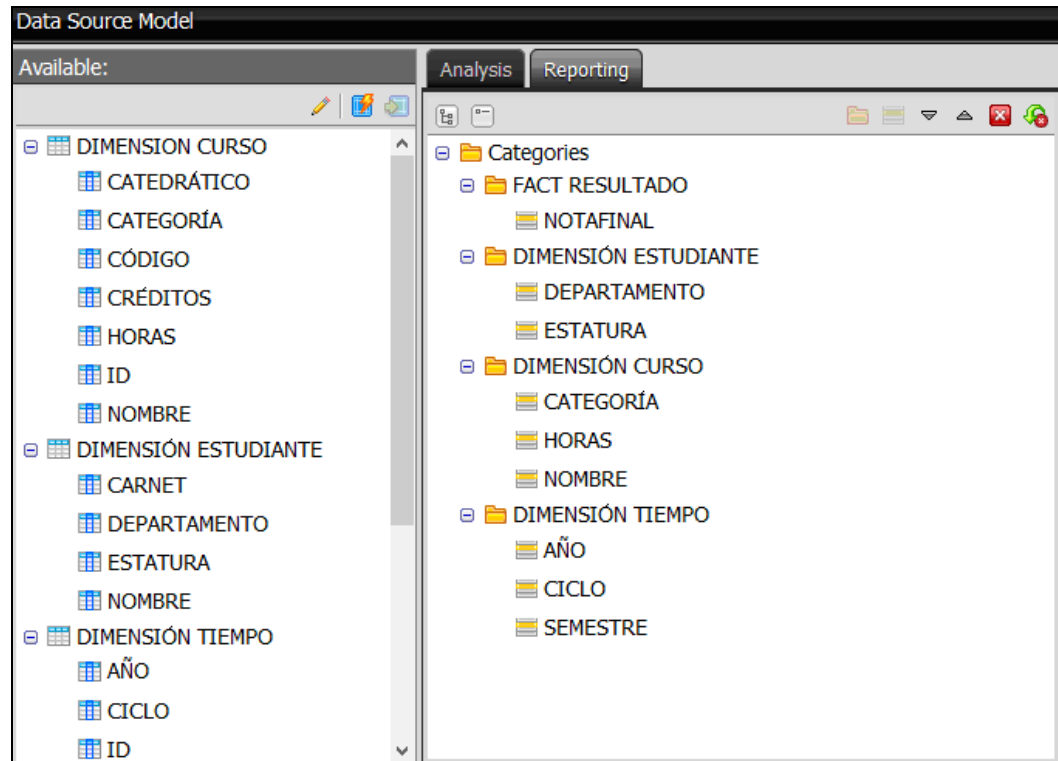 Data Source Model
Available:
DIMENSION CURSO
CATEDRÁTICO
CATEGORÍA
CÓDIGO
CRÉDITOS
HORAS
ID
NOMBRE
DIMENSIÓN ESTUDIANTE
CARNET
DEPARTAMENTO
ESTATURA
NOMBRE
DIMENSIÓN TIEMPO
AÑO
CICLO
ID
Analysis
Reporting
Categories
FACT RESULTADO
NOTAFINAL
DIMENSIÓN ESTUDIANTE
DEPARTAMENTO
ESTATURA
DIMENSIÓN CURSO
CATEGORÍA
HORAS
NOMBRE
DIMENSIÓN TIEMPO
AÑO
CICLO
SEMESTRE